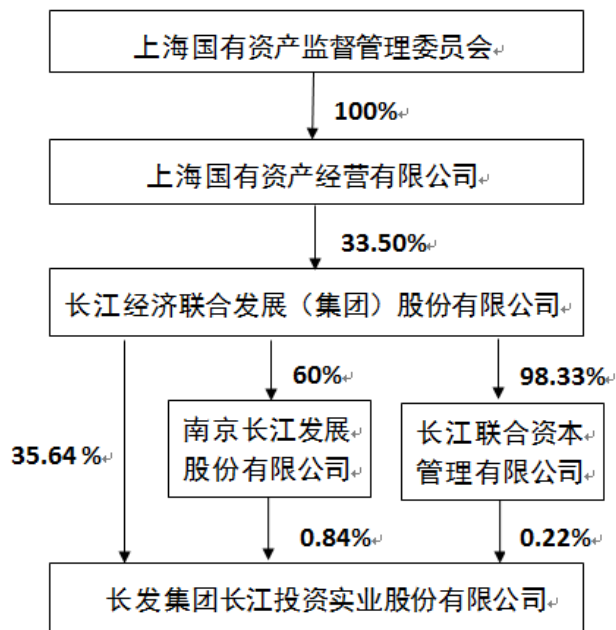 上海国有资产监督管理委员会
100%
上海国有资产经营有限公司
33.50%
长江经济联合发展（集团）股份有限公司
60%
98.33%
35.64 %
南京长江发展
股份有限公司
长江联合资本
管理有限公司
0.84%
0.22%
长发集团长江投资实业股份有限公司